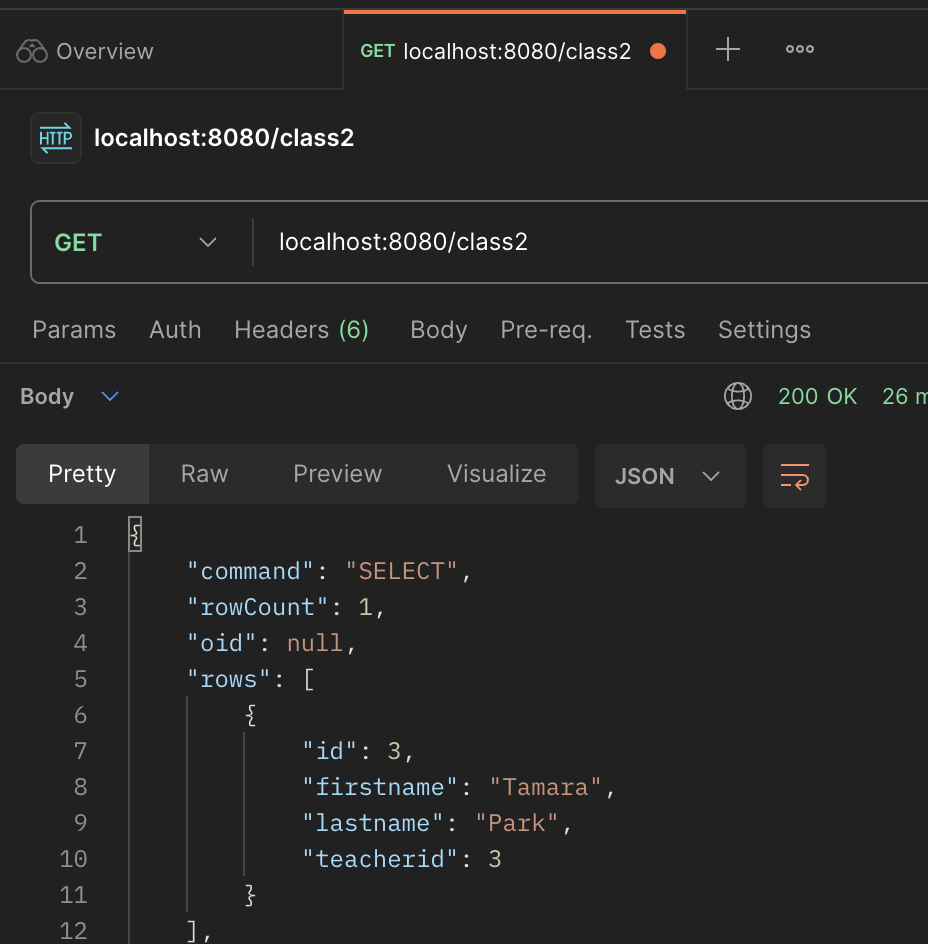 Overview
GET localhost:8080/class2
HTTP localhost:8080/class2
GET localhost:8080/class2
Params Auth Headers (6) Body Pre-req. Tests Settings
Body 200 OK 26 m
Pretty Raw Preview Visualize JSON
1 {
2 "command": "SELECT",
3 "rowCount": 1,
4 "oid": null,
5 "rows": [
6 {
7 "id": 3,
8 "firstname": "Tamara",
9 "lastname": "Park",
10 "teacherid": 3
11 }
12 ],